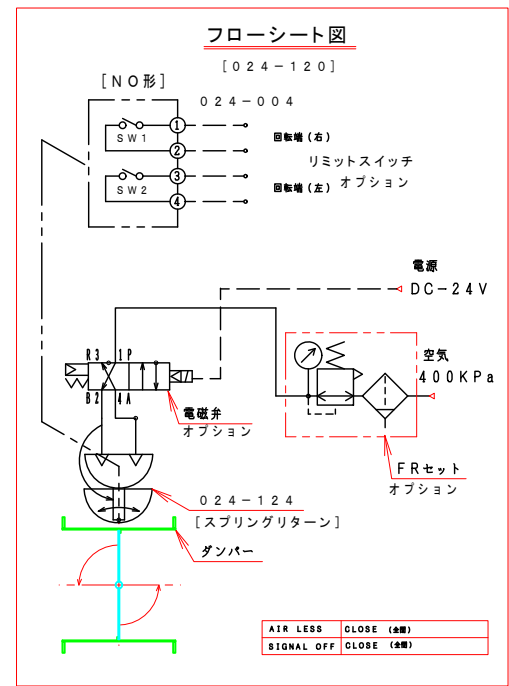 フローシート図
[024-120]
[NO形]
024-004
1
SW1
2
回転端(右)
リミットスイッチ
オプション
3
SW2
4
回転端(左)
電源
DC-24V
R3 1P
B2 4A
電磁弁
オプション
空気
400KPa
FRセット
オプション
024-124
[スプリングリターン]
ダンパー
AIR LESS CLOSE (全閉)
SIGNAL OFF CLOSE (全閉)